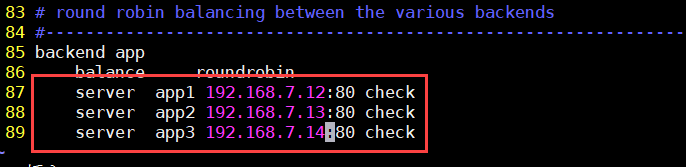 83 # round robin balancing between the various backends
84 #---------------------------------------------------------------------
85 backend app
86     balance     roundrobin
87     server  app1 192.168.7.12:80 check
88     server  app2 192.168.7.13:80 check
89     server  app3 192.168.7.14:80 check
~